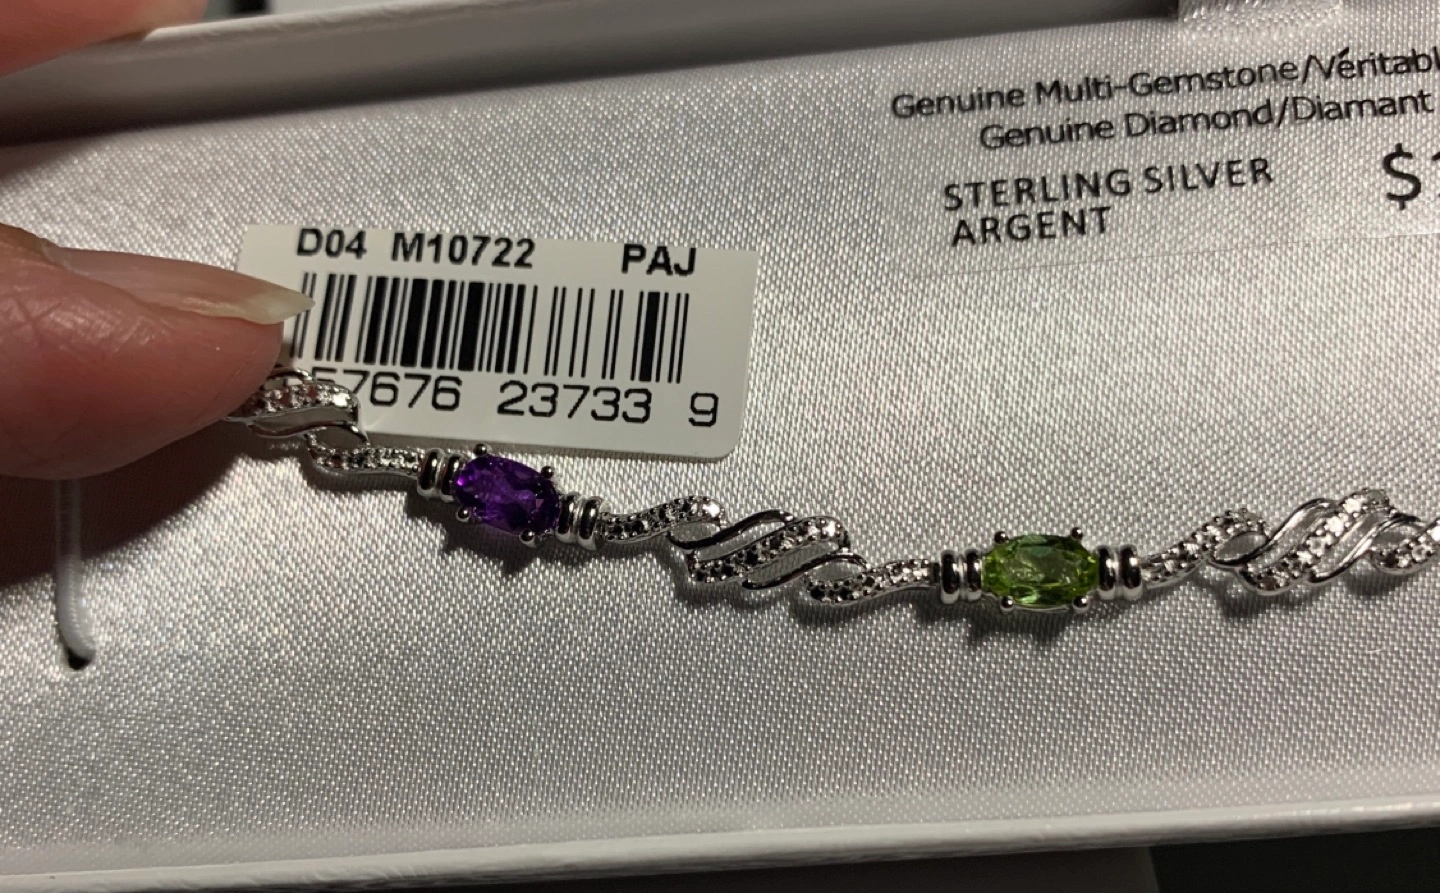 Genuine Multi-Gemstone/Véritabl
Genuine Diamond/Diamant
STERLING SILVER
ARGENT
$
D04 M10722 PAJ
57676 23733 9